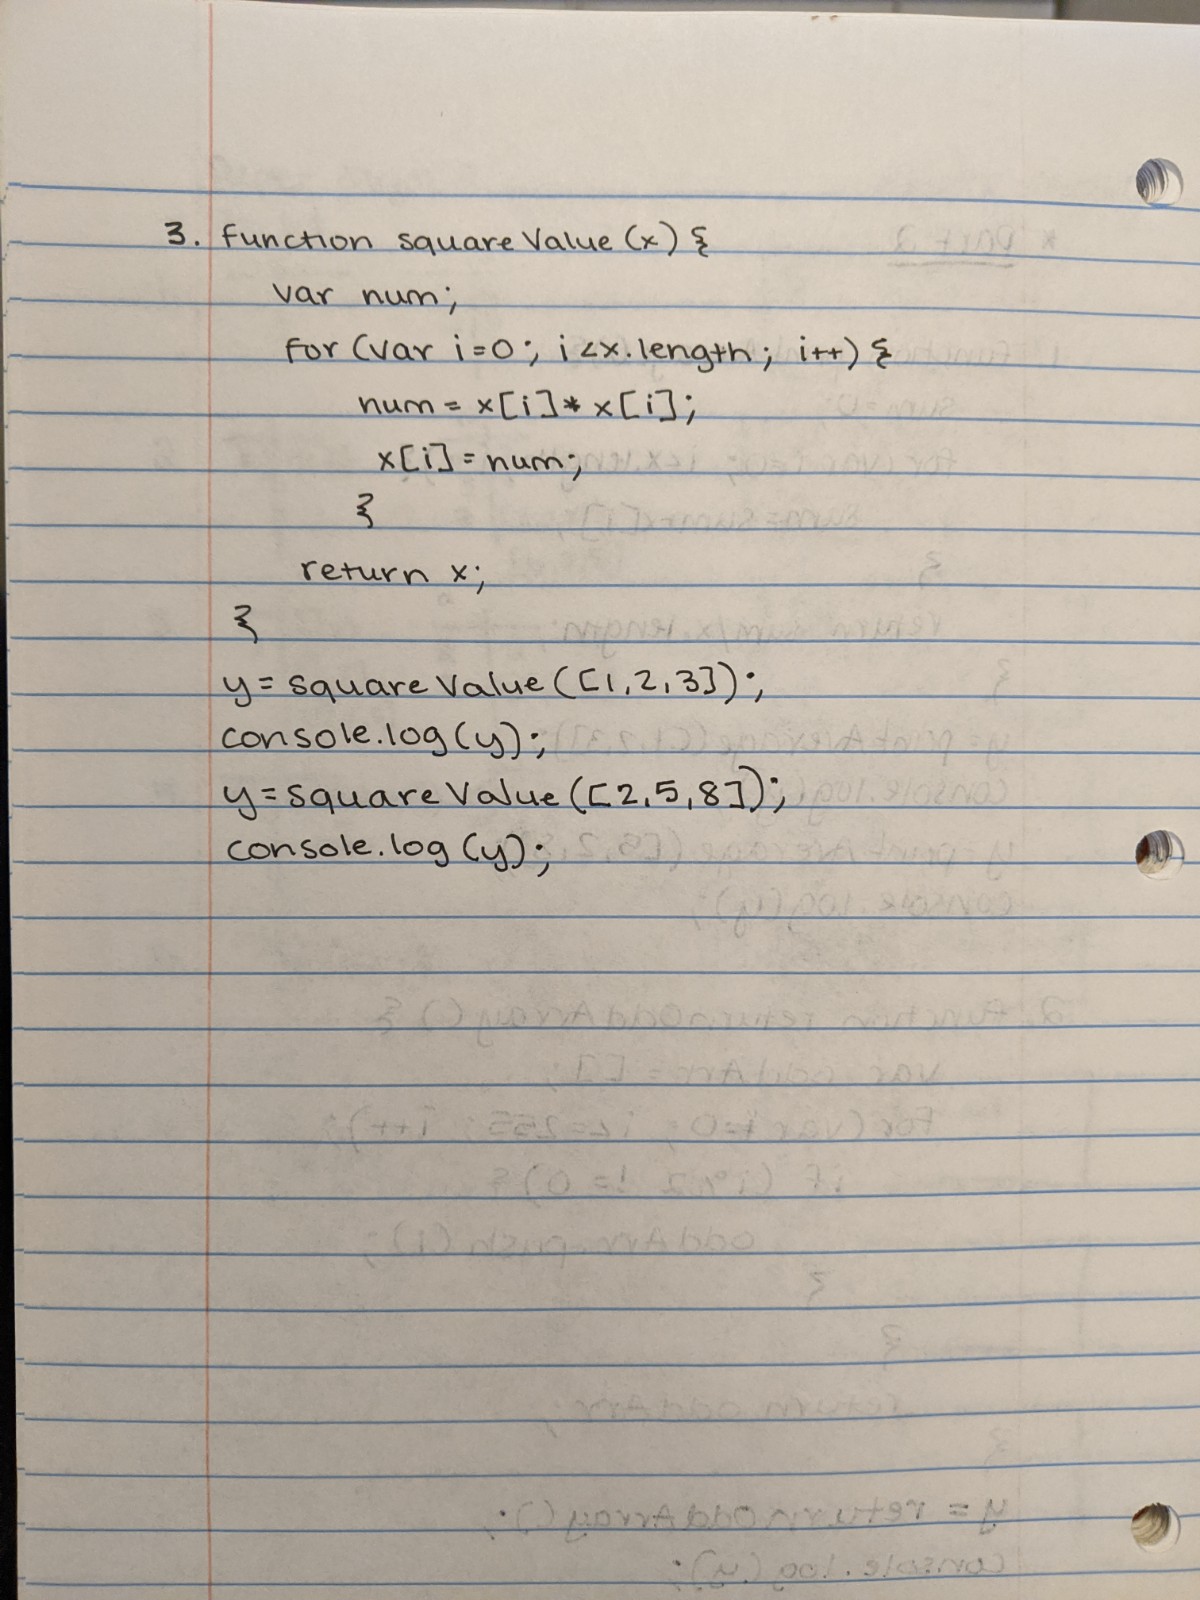 3. function squareValue (x) {
var num;
for (var i=0; i<x.length; i++) {
num = x[i] * x[i];
x[i] = num;
}
return x;
}
y = squareValue ([1,2,3]);
console.log(y);
y = squareValue ([2,5,8]);
console.log (y);